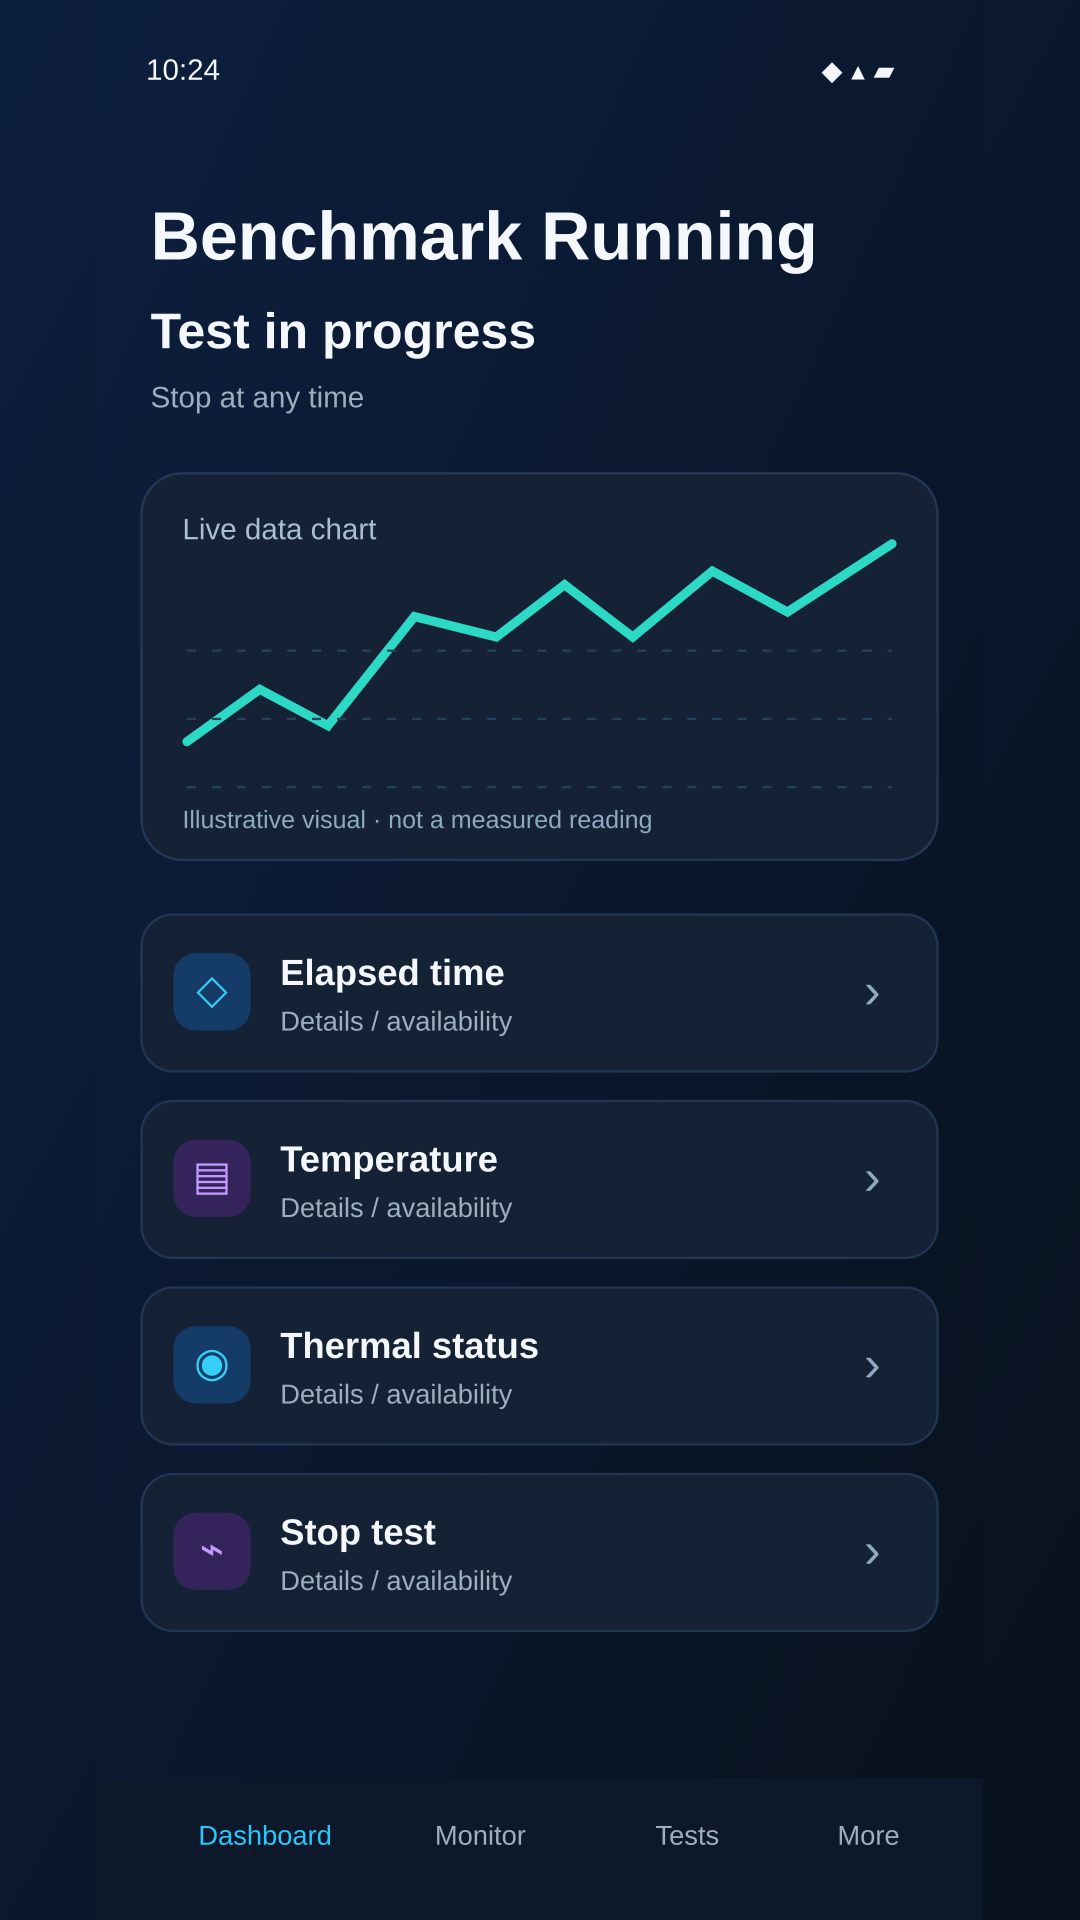 10:24
Benchmark Running
Test in progress
Stop at any time
Live data chart
Illustrative visual · not a measured reading
Elapsed time
Details / availability
Temperature
Details / availability
Thermal status
Details / availability
Stop test
Details / availability
Dashboard Monitor Tests More